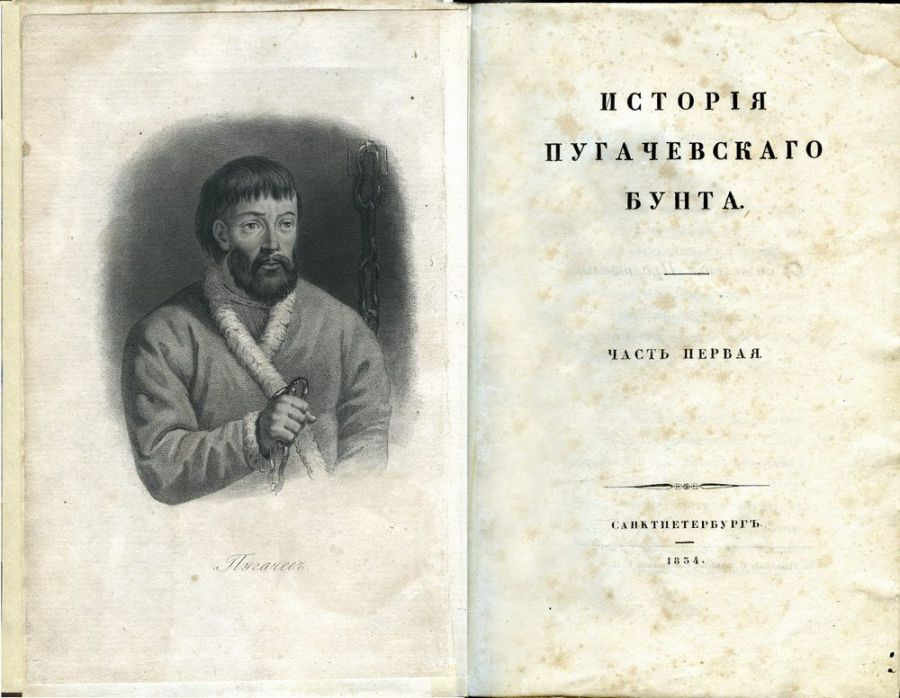 Пугачевъ.
ИСТОРІЯ
ПУГАЧЕВСКАГО
БУНТА.
ЧАСТЬ ПЕРВАЯ.
САНКТПЕТЕРБУРГЪ.
1834.